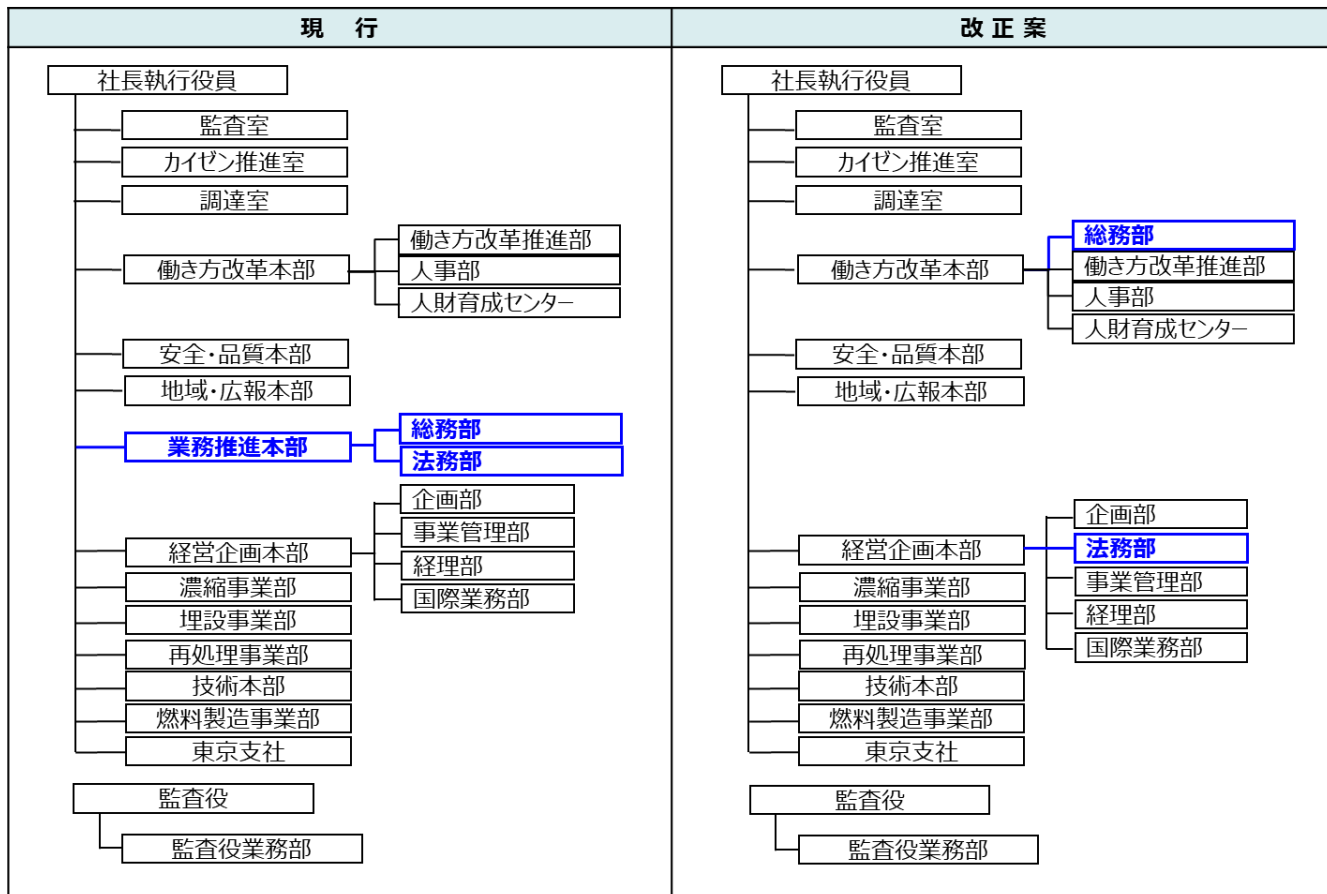 現 行
社長執行役員
監査室
カイゼン推進室
調達室
働き方改革本部
働き方改革推進部
人事部
人財育成センター
安全・品質本部
地域・広報本部
業務推進本部
総務部
法務部
経営企画本部
企画部
事業管理部
経理部
国際業務部
濃縮事業部
埋設事業部
再処理事業部
技術本部
燃料製造事業部
東京支社
監査役
監査役業務部
改正案
社長執行役員
監査室
カイゼン推進室
調達室
働き方改革本部
総務部
働き方改革推進部
人事部
人財育成センター
安全・品質本部
地域・広報本部
経営企画本部
企画部
法務部
事業管理部
経理部
国際業務部
濃縮事業部
埋設事業部
再処理事業部
技術本部
燃料製造事業部
東京支社
監査役
監査役業務部